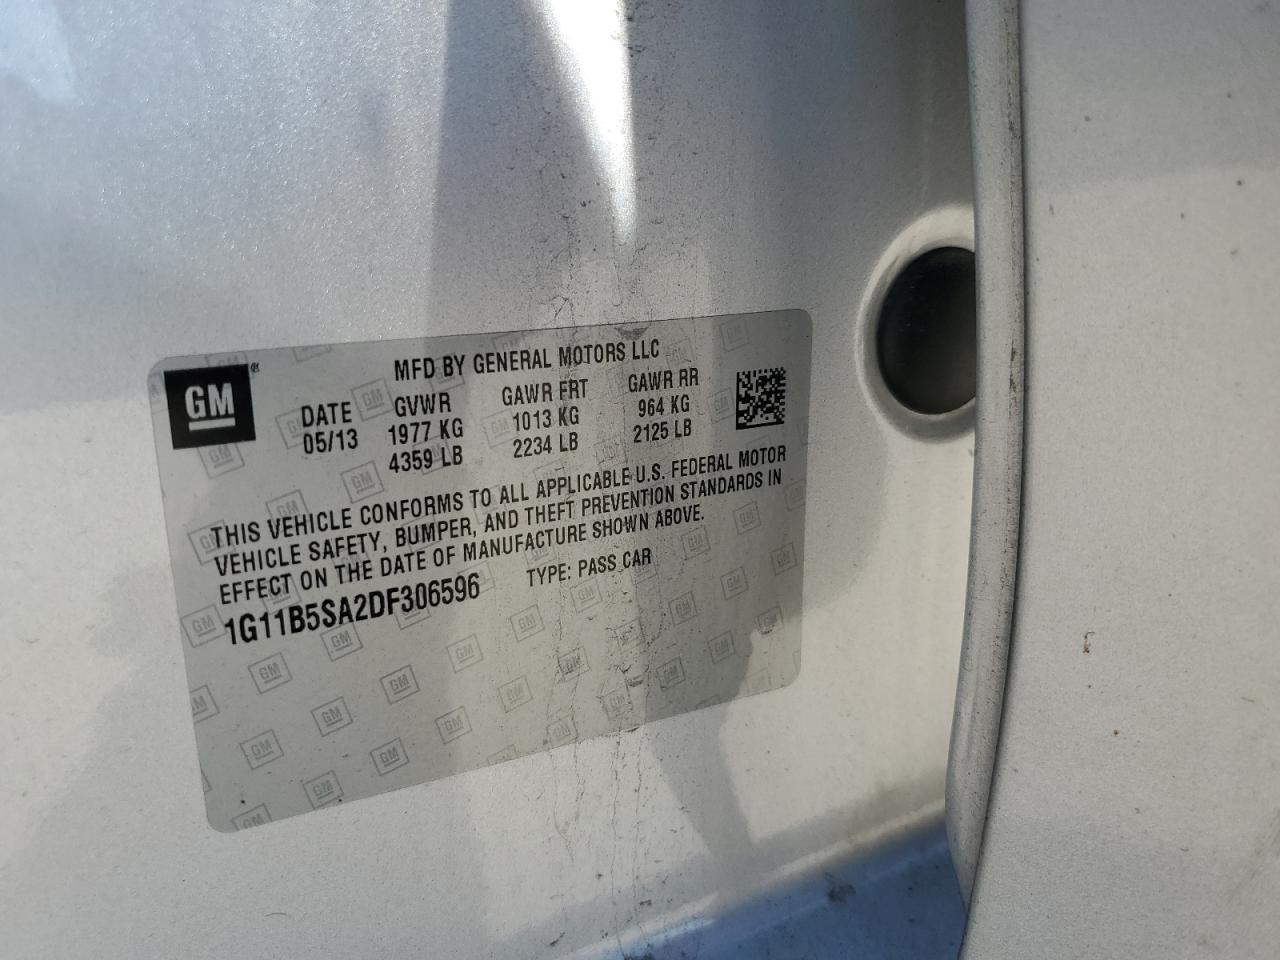 GM
MFD BY GENERAL MOTORS LLC
DATE GVWR GAWR FRT GAWR RR
05/13 1977 KG 1013 KG 964 KG
4359 LB 2234 LB 2125 LB
THIS VEHICLE CONFORMS TO ALL APPLICABLE U.S. FEDERAL MOTOR
VEHICLE SAFETY, BUMPER, AND THEFT PREVENTION STANDARDS IN
EFFECT ON THE DATE OF MANUFACTURE SHOWN ABOVE.
1G11B5SA2DF306596 TYPE: PASS CAR